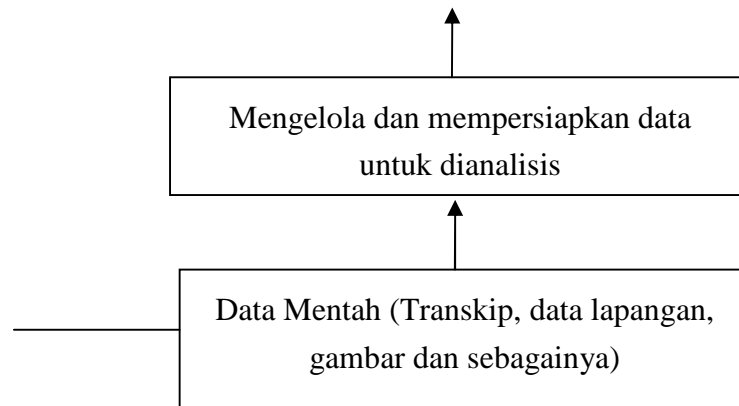 Mengelola dan mempersiapkan data
untuk dianalisis
Data Mentah (Transkip, data lapangan,
gambar dan sebagainya)